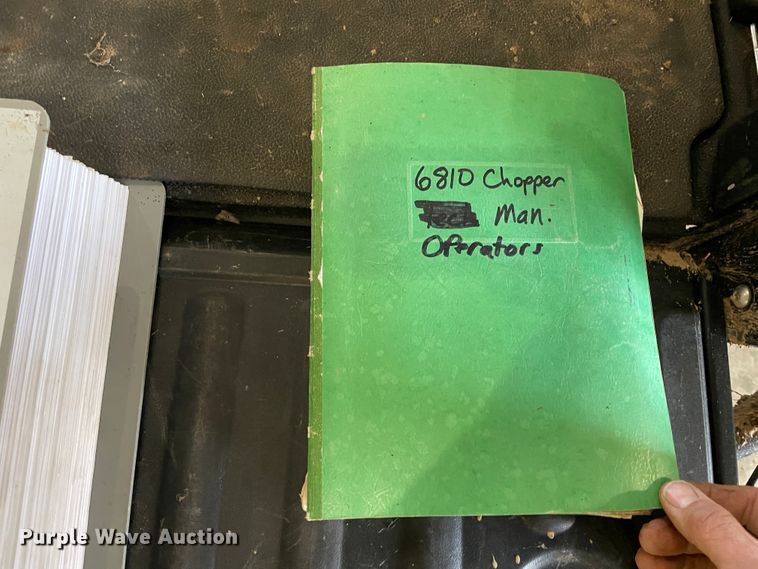 6810 Chopper
Man.
Operators
Purple Wave Auction